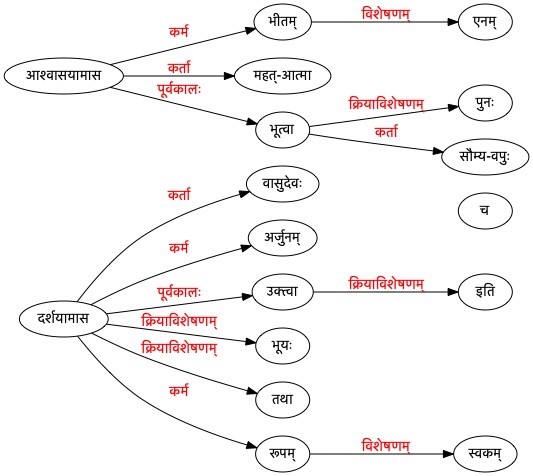 भीतम्
विशेषणम्
एनम्
कर्म
आश्वासयामास
कर्ता
महत्-आत्मा
पूर्वकालः
भूत्वा
क्रियाविशेषणम्
पुनः
कर्ता
सौम्य-वपुः
वासुदेवः
कर्ता
च
अर्जुनम्
कर्म
दर्शयामास
पूर्वकालः
उक्त्वा
विशेषणम्
इति
क्रियाविशेषणम्
भूयः
क्रियाविशेषणम्
तथा
कर्म
रूपम्
विशेषणम्
स्वकम्